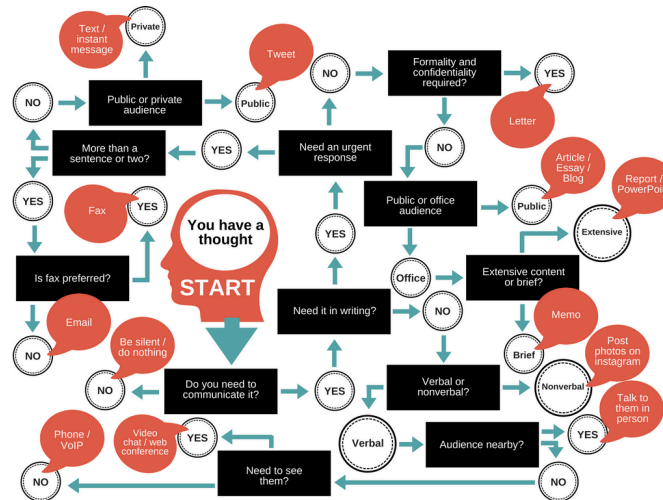 Text /
instant
message
Private
Tweet
NO
Public or private
audience
Public
NO
Formality and
confidentiality
required?
YES
Letter
More than a
sentence or two?
YES
Need an urgent
response
NO
YES
Fax
YES
You have a
thought
START
YES
Public or office
audience
Public
Article /
Essay /
Blog
Report /
PowerPoin
Extensive
Is fax preferred?
Office
Extensive content
or brief?
Need it in writing?
NO
Email
NO
Be silent /
do nothing
NO
Do you need to
communicate it?
YES
Verbal or
nonverbal?
Brief
Memo
Nonverbal
Post
photos on
instagram
Phone /
VoIP
NO
Video
chat / web
conference
YES
Need to see
them?
Verbal
Audience nearby?
YES
Talk to
them in
person
NO